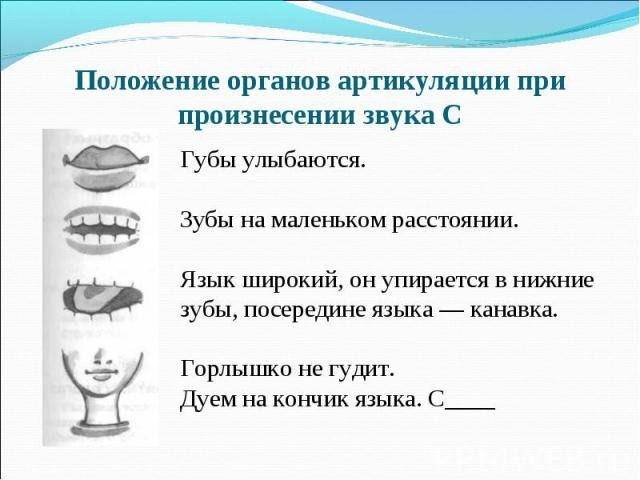 Положение органов артикуляции при
произнесении звука С
Губы улыбаются.
Зубы на маленьком расстоянии.
Язык широкий, он упирается в нижние
зубы, посередине языка — канавка.
Горлышко не гудит.
Дуем на кончик языка. С____